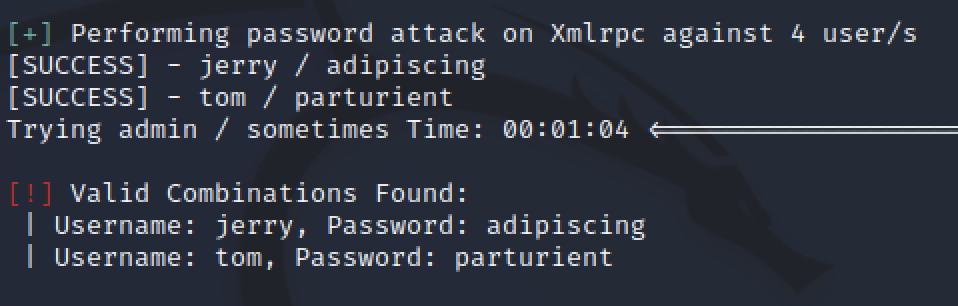 [+] Performing password attack on Xmlrpc against 4 user/s
[SUCCESS] - jerry / adipiscing
[SUCCESS] - tom / parturient
Trying admin / sometimes Time: 00:01:04 <══════════════════
[!] Valid Combinations Found:
| Username: jerry, Password: adipiscing
| Username: tom, Password: parturient